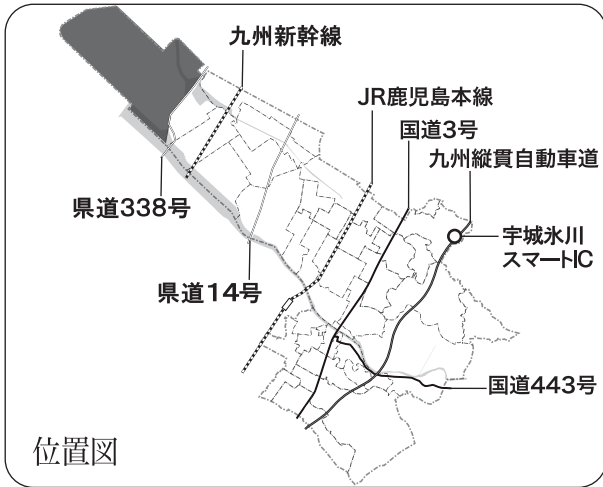 九州新幹線
JR鹿児島本線
国道3号
九州縦貫自動車道
宇城氷川
スマートIC
県道338号
県道14号
国道443号
位置図